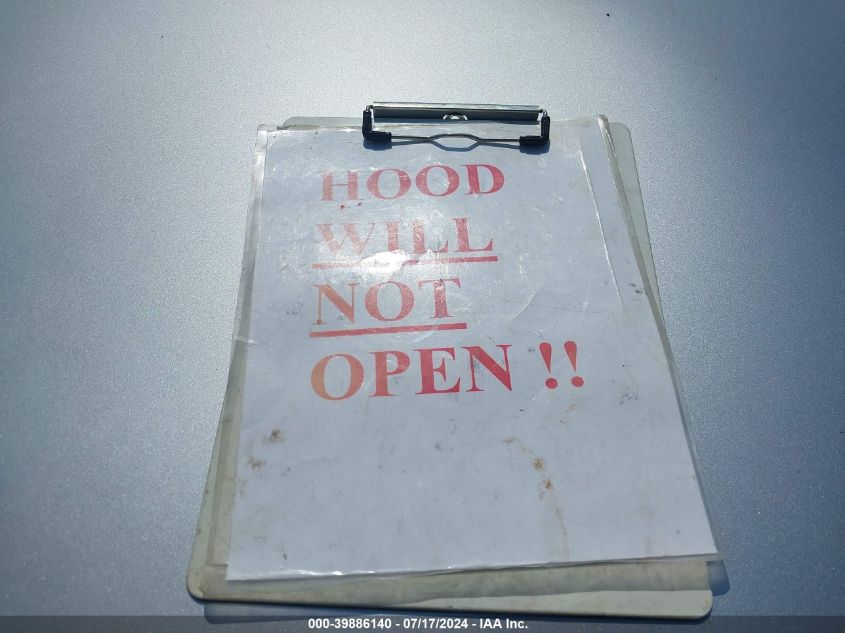 HOOD
WILL
NOT
OPEN !!
000-39886140 - 07/17/2024 - IAA Inc.